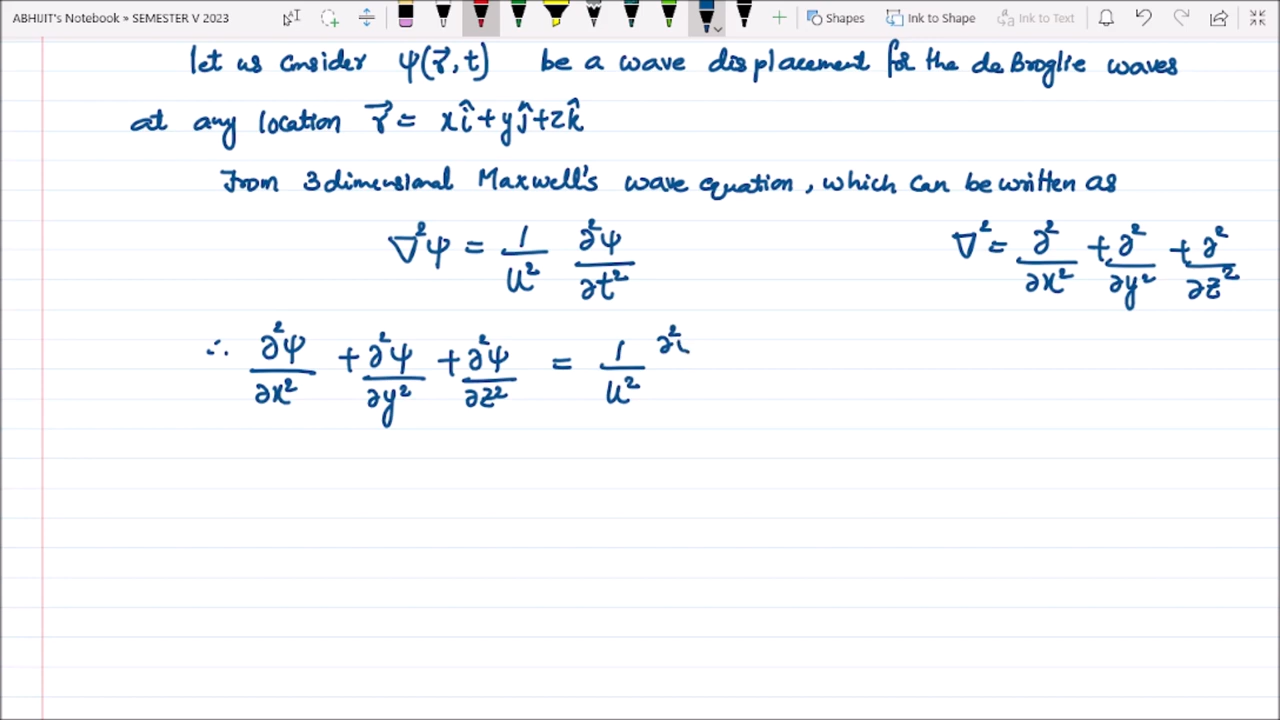 ABHIJIT's Notebook » SEMESTER V 2023 Shapes Ink to Shape Ink to Text
let us consider ψ(r⃗,t) be a wave displacement for the de Broglie waves
at any location r⃗ = xî+yĵ+zk̂
From 3 dimensional Maxwell's wave equation, which can be written as
∇²ψ = 1/u² ∂²ψ/∂t² ∇² = ∂²/∂x² + ∂²/∂y² + ∂²/∂z²
∴ ∂²ψ/∂x² + ∂²ψ/∂y² + ∂²ψ/∂z² = 1/u² ∂²